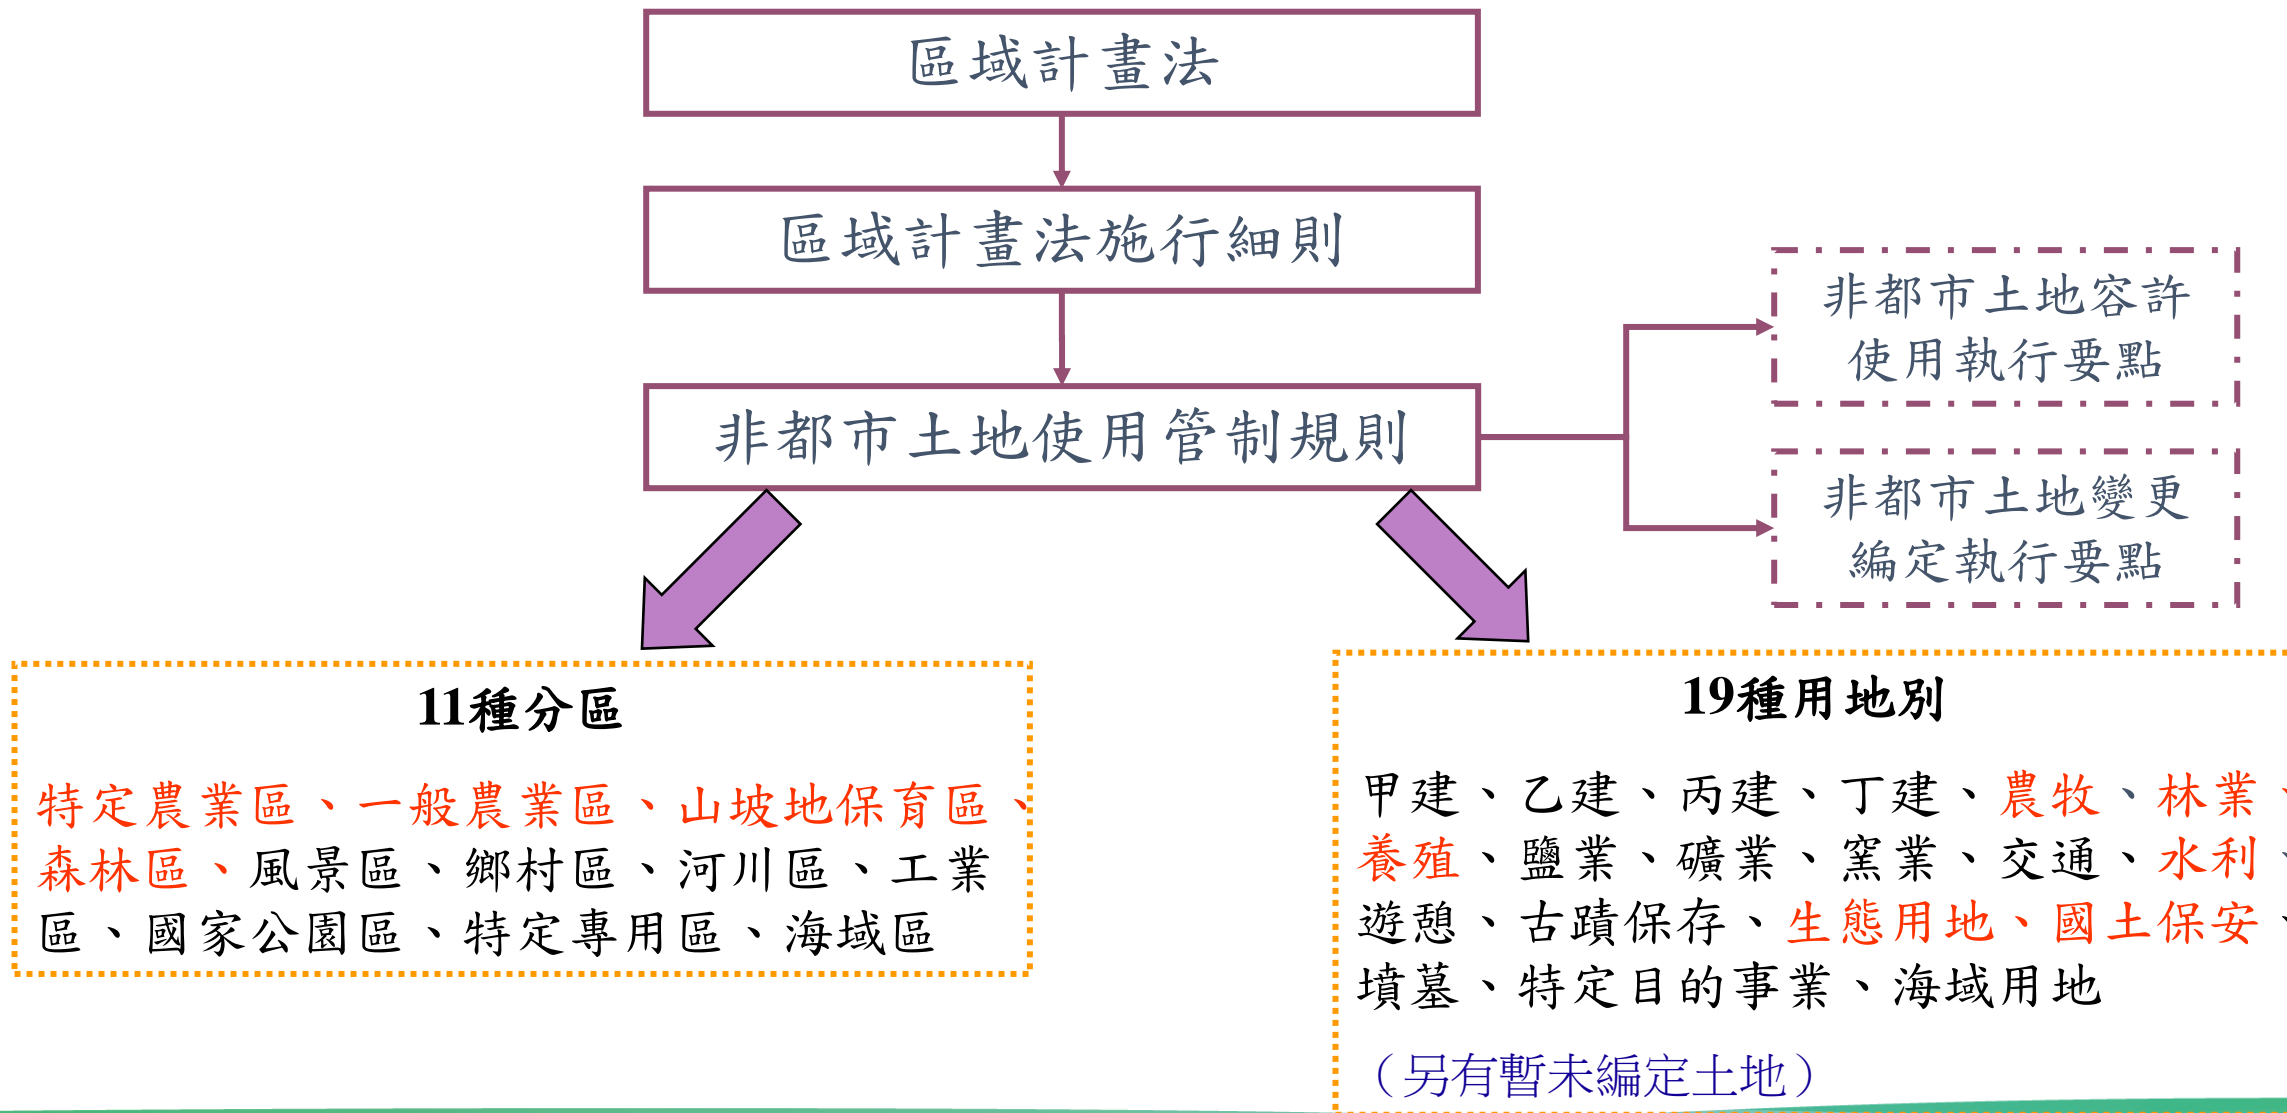 區域計畫法
區域計畫法施行細則
非都市土地使用管制規則
非都市土地容許
使用執行要點
非都市土地變更
編定執行要點
11種分區
特定農業區、一般農業區、山坡地保育區、
森林區、風景區、鄉村區、河川區、工業
區、國家公園區、特定專用區、海域區
19種用地別
甲建、乙建、丙建、丁建、農牧、林業、
養殖、鹽業、礦業、窯業、交通、水利、
遊憩、古蹟保存、生態用地、國土保安、
墳墓、特定目的事業、海域用地
（另有暫未編定土地）